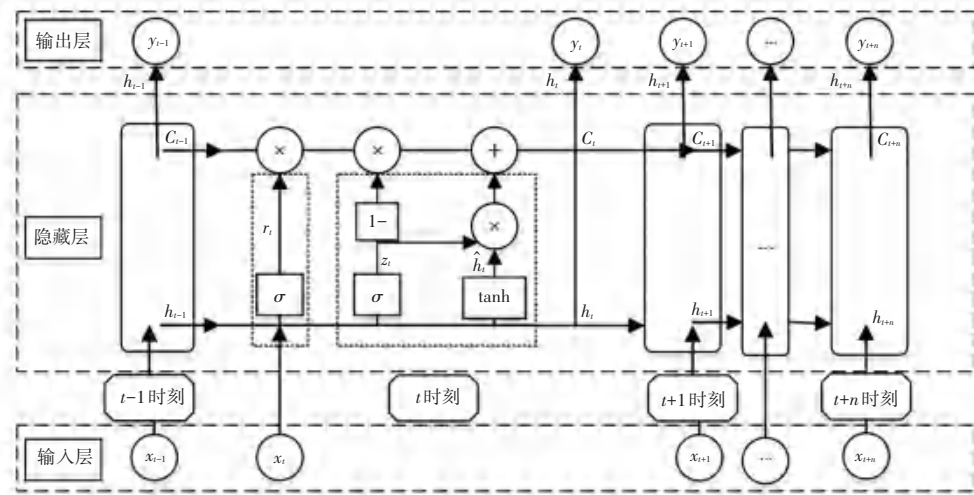 输出层
y_{t-1}
y_t
y_{t+1}
...
y_{t+n}
h_{t-1}
h_t
h_{t+1}
h_{t+n}
C_{t-1}
×
×
+
C_t
C_{t+1}
C_{t+n}
隐藏层
r_t
1-
×
z_t
ĥ_t
...
σ
σ
tanh
h_{t-1}
h_t
h_{t+1}
h_{t+n}
t-1时刻
t时刻
t+1时刻
t+n时刻
输入层
x_{t-1}
x_t
x_{t+1}
...
x_{t+n}